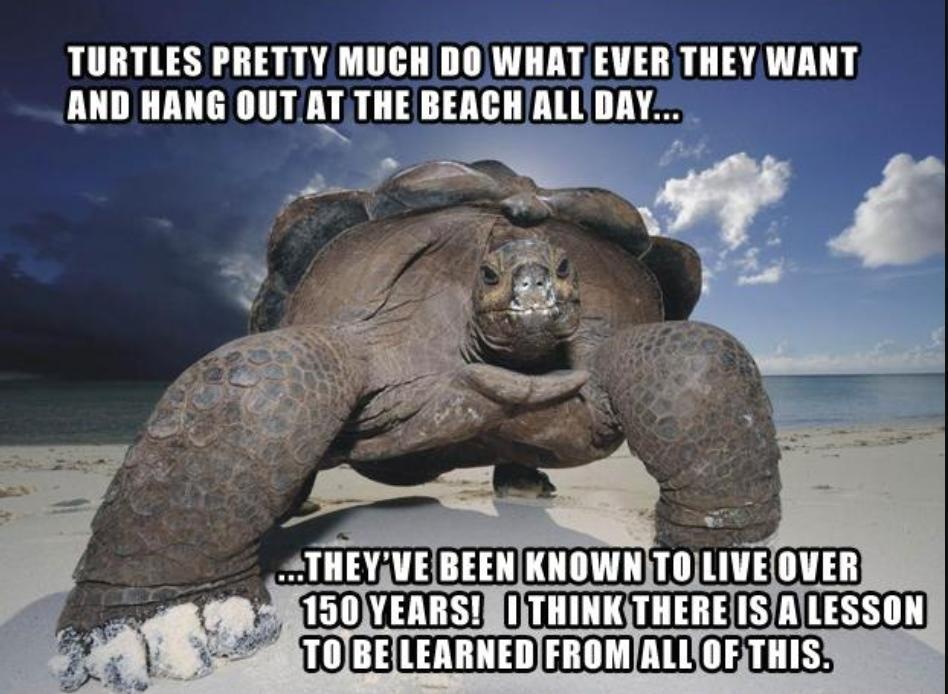 TURTLES PRETTY MUCH DO WHAT EVER THEY WANT
AND HANG OUT AT THE BEACH ALL DAY...
...THEY'VE BEEN KNOWN TO LIVE OVER
150 YEARS! I THINK THERE IS A LESSON
TO BE LEARNED FROM ALL OF THIS.